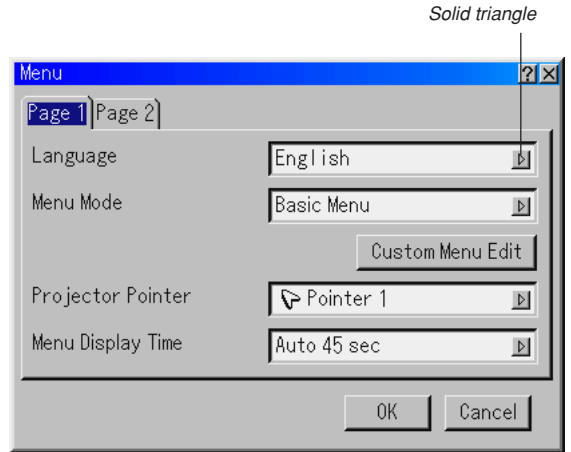 Solid triangle
Menu ? X
Page 1 Page 2
Language English
Menu Mode Basic Menu
Custom Menu Edit
Projector Pointer Pointer 1
Menu Display Time Auto 45 sec
OK Cancel